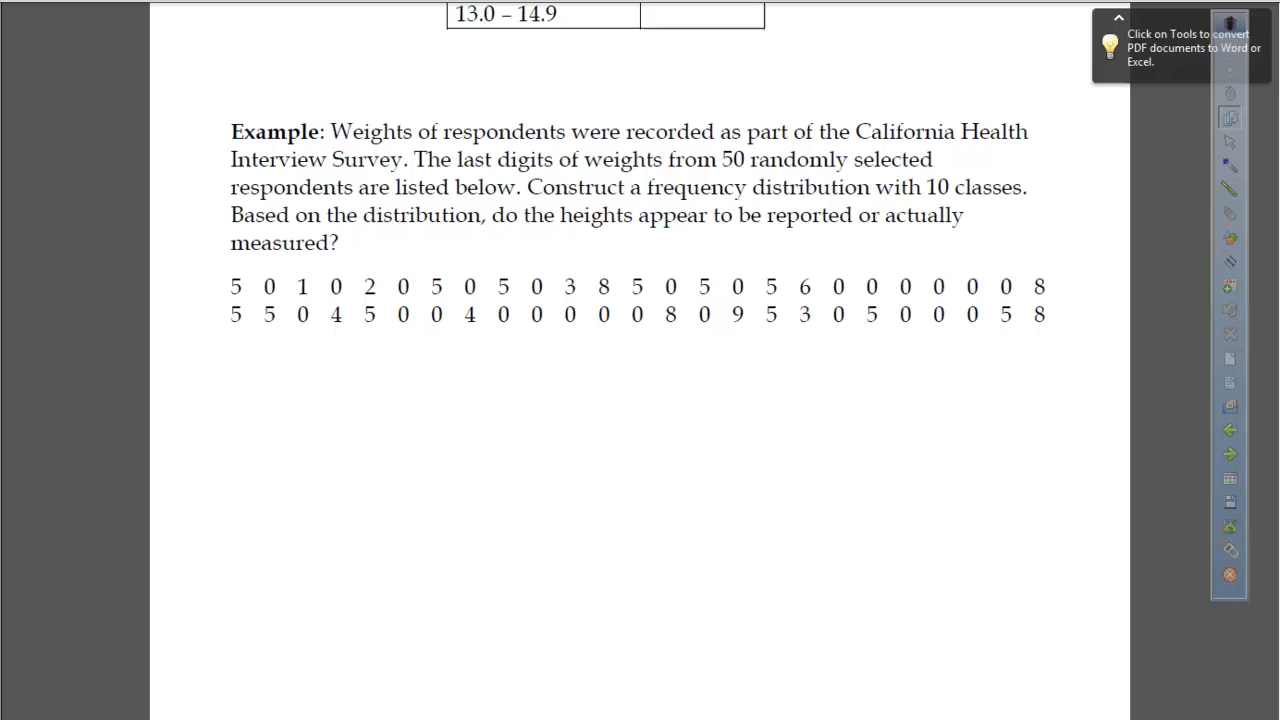 13.0 – 14.9
Click on Tools to convert
PDF documents to Word or
Excel.
Example: Weights of respondents were recorded as part of the California Health
Interview Survey. The last digits of weights from 50 randomly selected
respondents are listed below. Construct a frequency distribution with 10 classes.
Based on the distribution, do the heights appear to be reported or actually
measured?
5 0 1 0 2 0 5 0 5 0 3 8 5 0 5 0 5 6 0 0 0 0 0 0 8
5 5 0 4 5 0 0 4 0 0 0 0 0 8 0 9 5 3 0 5 0 0 0 5 8